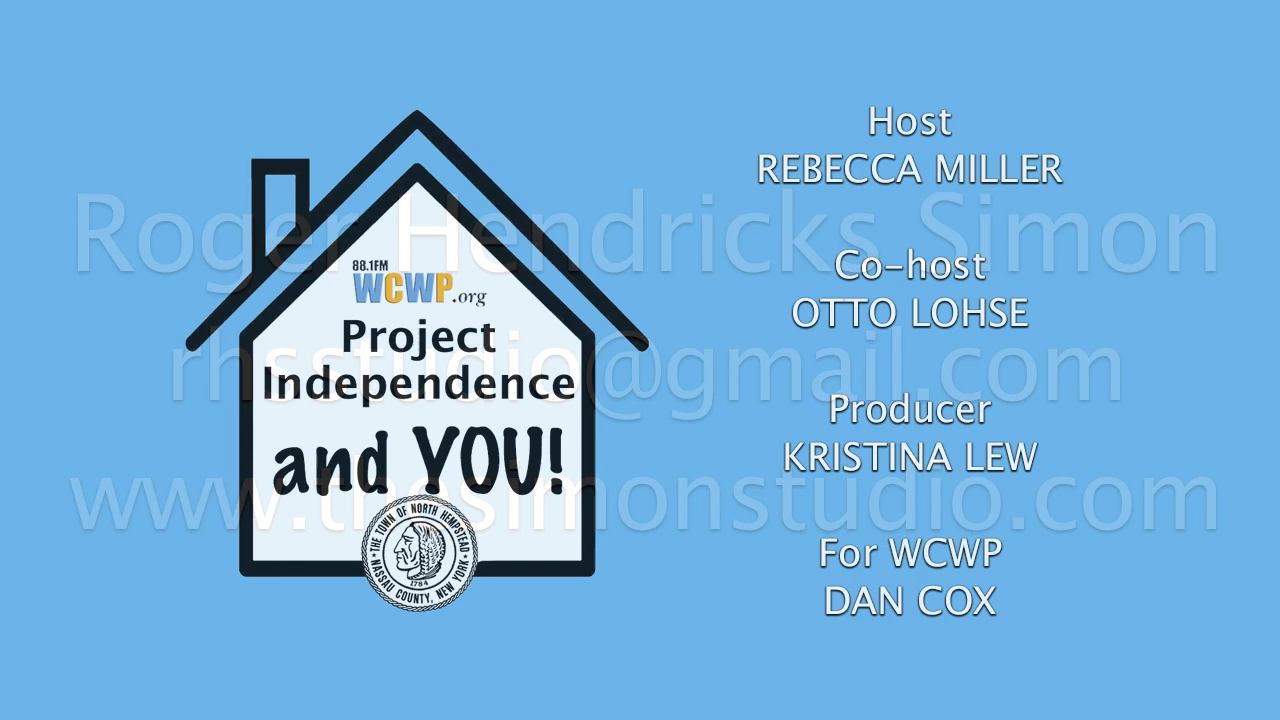 88.1FM
WCWP.org
Project
Independence
and YOU!
THE TOWN OF NORTH HEMPSTEAD
NASSAU COUNTY, NEW YORK
1784
Host
REBECCA MILLER
Co-host
OTTO LOHSE
Producer
KRISTINA LEW
For WCWP
DAN COX
Roger Hendricks Simon
rhsstudio@gmail.com
www.thesimonstudio.com